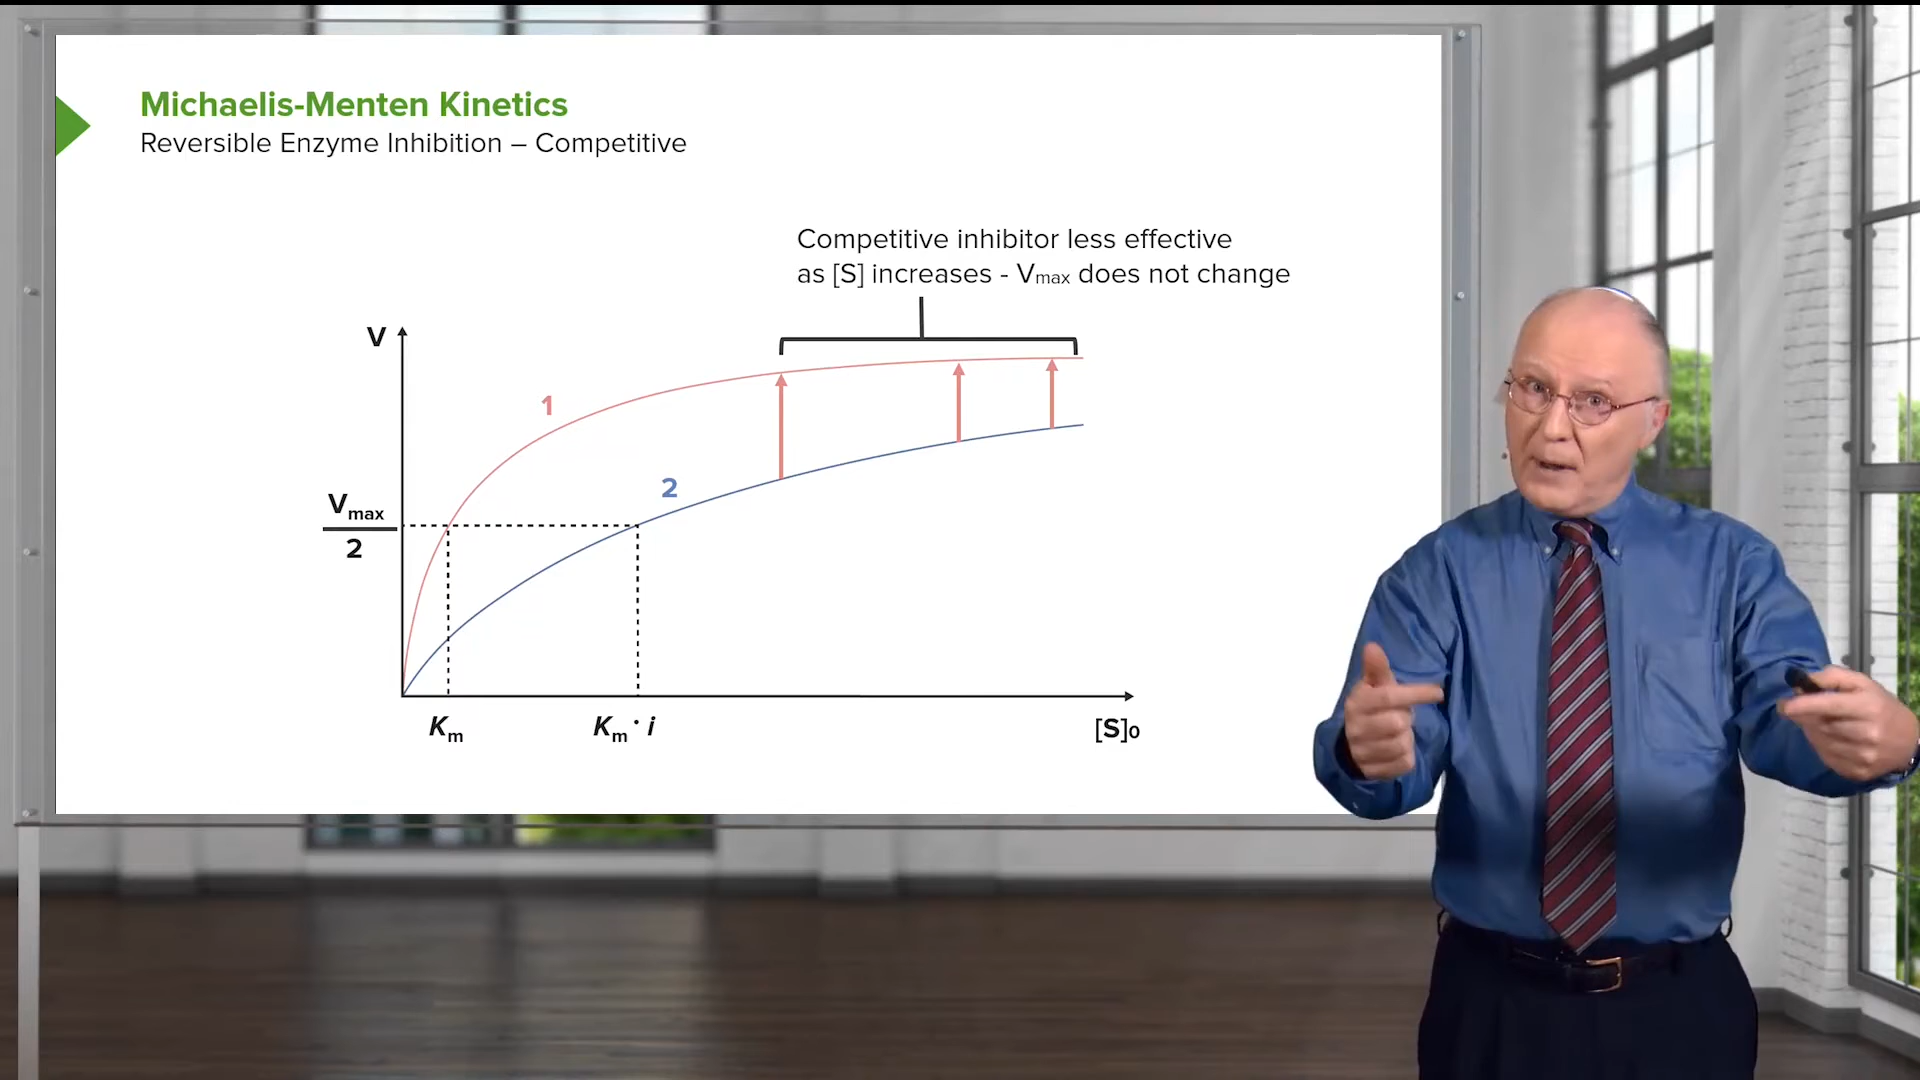 Michaelis-Menten Kinetics
Reversible Enzyme Inhibition – Competitive
Competitive inhibitor less effective
as [S] increases - Vmax does not change
V
1
2
Vmax
2
Km
Km · i
[S]0